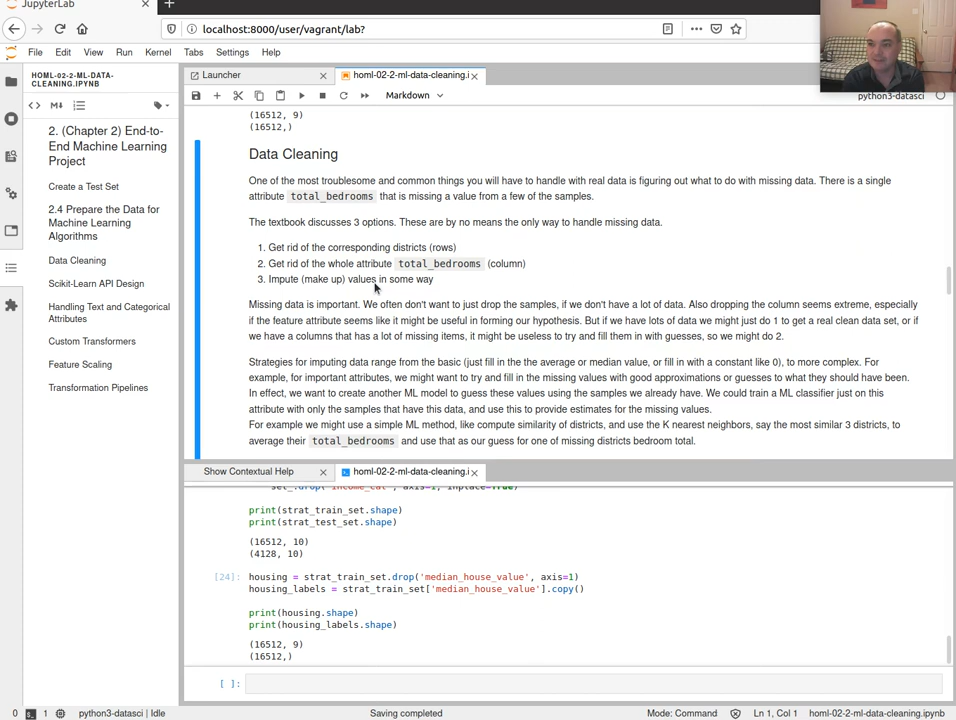 JupyterLab
localhost:8000/user/vagrant/lab?
File Edit View Run Kernel Tabs Settings Help
HOML-02-2-ML-DATA-
CLEANING.IPYNB
2. (Chapter 2) End-to-
End Machine Learning
Project
Create a Test Set
2.4 Prepare the Data for
Machine Learning
Algorithms
Data Cleaning
Scikit-Learn API Design
Handling Text and Categorical
Attributes
Custom Transformers
Feature Scaling
Transformation Pipelines
Launcher
homl-02-2-ml-data-cleaning.i
Markdown
python3-datasci
(16512, 9)
(16512,)
Data Cleaning
One of the most troublesome and common things you will have to handle with real data is figuring out what to do with missing data. There is a single
attribute total_bedrooms that is missing a value from a few of the samples.
The textbook discusses 3 options. These are by no means the only way to handle missing data.
1. Get rid of the corresponding districts (rows)
2. Get rid of the whole attribute total_bedrooms (column)
3. Impute (make up) values in some way
Missing data is important. We often don't want to just drop the samples, if we don't have a lot of data. Also dropping the column seems extreme, especially
if the feature attribute seems like it might be useful in forming our hypothesis. But if we have lots of data we might just do 1 to get a real clean data set, or if
we have a columns that has a lot of missing items, it might be useless to try and fill them in with guesses, so we might do 2.
Strategies for imputing data range from the basic (just fill in the the average or median value, or fill in with a constant like 0), to more complex. For
example, for important attributes, we might want to try and fill in the missing values with good approximations or guesses to what they should have been.
In effect, we want to create another ML model to guess these values using the samples we already have. We could train a ML classifier just on this
attribute with only the samples that have this data, and use this to provide estimates for the missing values.
For example we might use a simple ML method, like compute similarity of districts, and use the K nearest neighbors, say the most similar 3 districts, to
average their total_bedrooms and use that as our guess for one of missing districts bedroom total.
Show Contextual Help
homl-02-2-ml-data-cleaning.i
set_.drop('income_cat', axis=1, inplace=True)
print(strat_train_set.shape)
print(strat_test_set.shape)
(16512, 10)
(4128, 10)
[24]: housing = strat_train_set.drop('median_house_value', axis=1)
housing_labels = strat_train_set['median_house_value'].copy()
print(housing.shape)
print(housing_labels.shape)
(16512, 9)
(16512,)
[ ]:
0 1 python3-datasci | Idle Saving completed Mode: Command Ln 1, Col 1 homl-02-2-ml-data-cleaning.ipynb